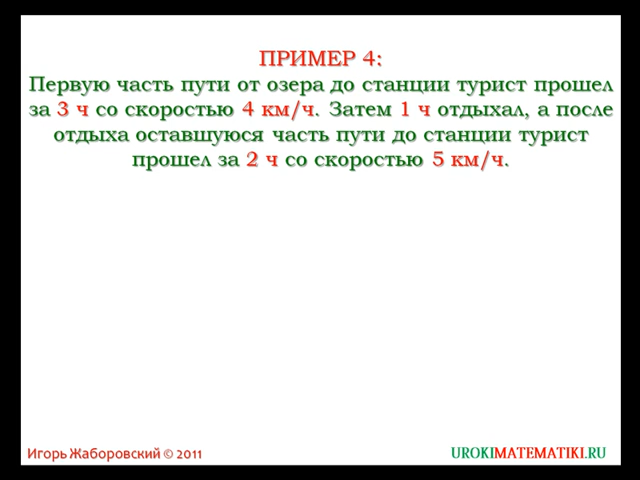 ПРИМЕР 4:
Первую часть пути от озера до станции турист прошел
за 3 ч со скоростью 4 км/ч. Затем 1 ч отдыхал, а после
отдыха оставшуюся часть пути до станции турист
прошел за 2 ч со скоростью 5 км/ч.
Игорь Жаборовский © 2011
UROKIMATEMATIKI.RU